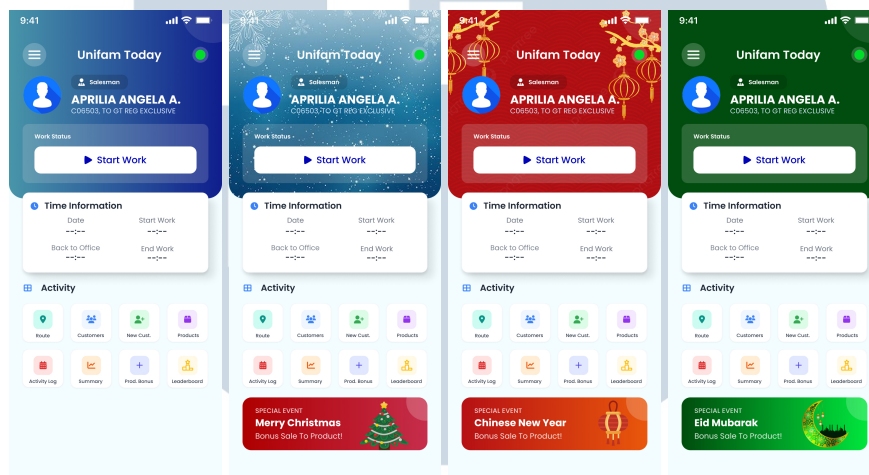 9:41
Unifam Today
Salesman
APRILIA ANGELA A.
C06503, TO GT REG EXCLUSIVE
Work Status
Start Work
Time Information
Date Start Work
--:-- --:--
Back to Office End Work
--:-- --:--
Activity
Route Customers New Cust. Products
Activity Log Summary Prod. Bonus Leaderboard
9:41
Unifam Today
Salesman
APRILIA ANGELA A.
C06503, TO GT REG EXCLUSIVE
Work Status
Start Work
Time Information
Date Start Work
--:-- --:--
Back to Office End Work
--:-- --:--
Activity
Route Customers New Cust. Products
Activity Log Summary Prod. Bonus Leaderboard
SPECIAL EVENT
Merry Christmas
Bonus Sale To Product!
9:41
Unifam Today
Salesman
APRILIA ANGELA A.
C06503, TO GT REG EXCLUSIVE
Work Status
Start Work
Time Information
Date Start Work
--:-- --:--
Back to Office End Work
--:-- --:--
Activity
Route Customers New Cust. Products
Activity Log Summary Prod. Bonus Leaderboard
SPECIAL EVENT
Chinese New Year
Bonus Sale To Product!
9:41
Unifam Today
Salesman
APRILIA ANGELA A.
C06503, TO GT REG EXCLUSIVE
Work Status
Start Work
Time Information
Date Start Work
--:-- --:--
Back to Office End Work
--:-- --:--
Activity
Route Customers New Cust. Products
Activity Log Summary Prod. Bonus Leaderboard
SPECIAL EVENT
Eid Mubarak
Bonus Sale To Product!